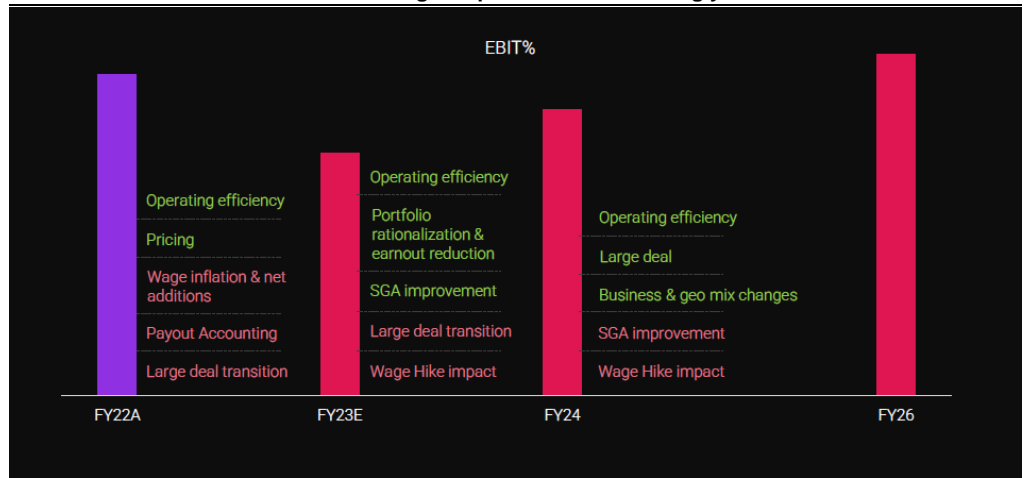 EBIT%
Operating efficiency
Pricing
Wage inflation & net
additions
Payout Accounting
Large deal transition
Operating efficiency
Portfolio
rationalization &
earnout reduction
SGA improvement
Large deal transition
Wage Hike impact
Operating efficiency
Large deal
Business & geo mix changes
SGA improvement
Wage Hike impact
FY22A
FY23E
FY24
FY26